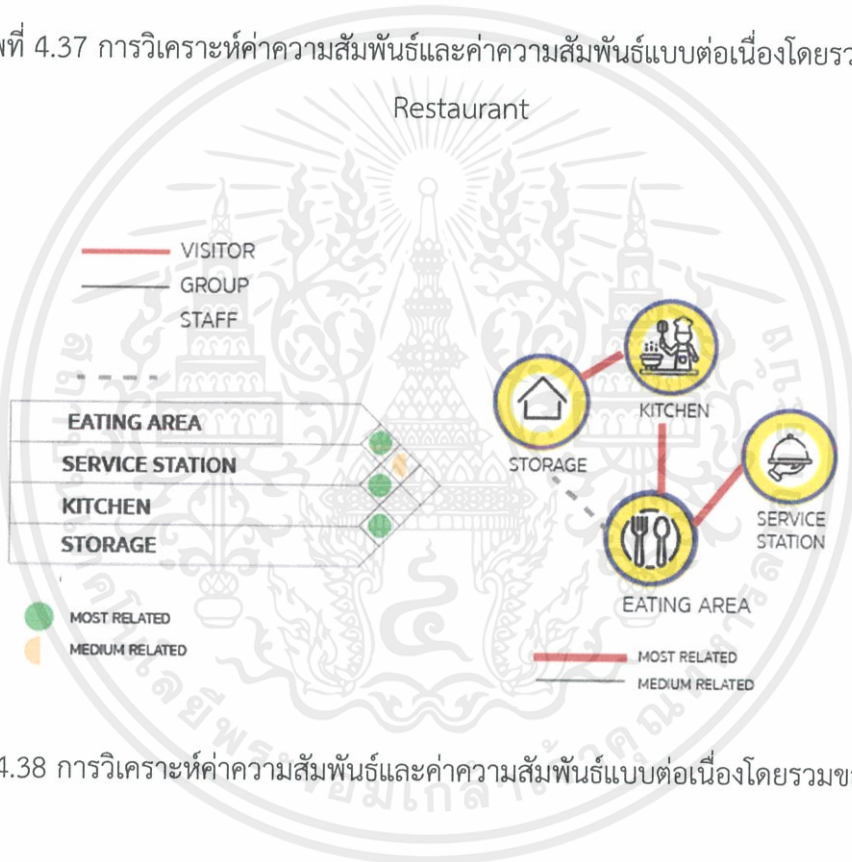 พที่ 4.37 การวิเคราะห์ค่าความสัมพันธ์และค่าความสัมพันธ์แบบต่อเนื่องโดยรว
Restaurant
VISITOR
GROUP
STAFF
EATING AREA
SERVICE STATION
KITCHEN
STORAGE
MOST RELATED
MEDIUM RELATED
KITCHEN
STORAGE
SERVICE
STATION
EATING AREA
MOST RELATED
MEDIUM RELATED
4.38 การวิเคราะห์ค่าความสัมพันธ์และค่าความสัมพันธ์แบบต่อเนื่องโดยรวมข